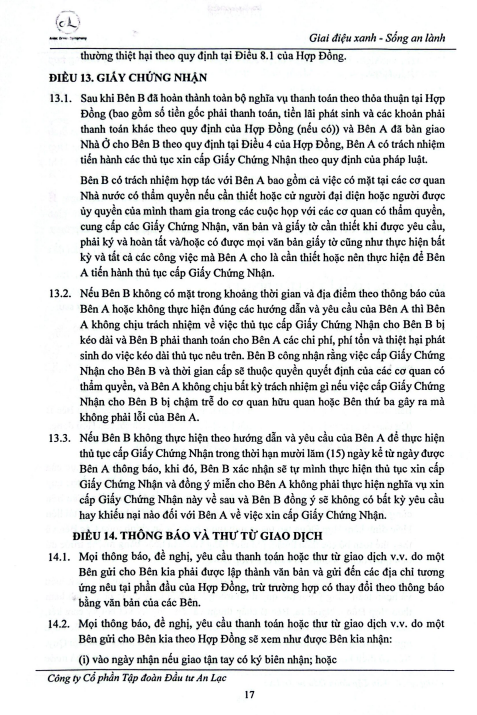 Giai điệu xanh - Sống an lành
thường thiệt hại theo quy định tại Điều 8.1 của Hợp Đồng.
ĐIỀU 13. GIẤY CHỨNG NHẬN
13.1. Sau khi Bên B đã hoàn thành toàn bộ nghĩa vụ thanh toán theo thỏa thuận tại Hợp
Đồng (bao gồm số tiền gốc phải thanh toán, tiền lãi phát sinh và các khoản phải
thanh toán khác theo quy định của Hợp Đồng (nếu có)) và Bên A đã bàn giao
Nhà Ở cho Bên B theo quy định tại Điều 4 của Hợp Đồng, Bên A có trách nhiệm
tiến hành các thủ tục xin cấp Giấy Chứng Nhận theo quy định của pháp luật.
Bên B có trách nhiệm hợp tác với Bên A bao gồm cả việc có mặt tại các cơ quan
Nhà nước có thẩm quyền nếu cần thiết hoặc cử người đại diện hoặc người được
ủy quyền của mình tham gia trong các cuộc họp với các cơ quan có thẩm quyền,
cung cấp các Giấy Chứng Nhận, văn bản và giấy tờ cần thiết khi được yêu cầu,
phải ký và hoàn tất và/hoặc có được mọi văn bản giấy tờ cũng như thực hiện bất
kỳ và tất cả các công việc mà Bên A cho là cần thiết hoặc nên thực hiện để Bên
A tiến hành thủ tục cấp Giấy Chứng Nhận.
13.2. Nếu Bên B không có mặt trong khoảng thời gian và địa điểm theo thông báo của
Bên A hoặc không thực hiện đúng các hướng dẫn và yêu cầu của Bên A thì Bên
A không chịu trách nhiệm về việc thủ tục cấp Giấy Chứng Nhận cho Bên B bị
kéo dài và Bên B phải thanh toán cho Bên A các chi phí, phí tổn và thiệt hại phát
sinh do việc kéo dài thủ tục nêu trên. Bên B công nhận rằng việc cấp Giấy Chứng
Nhận cho Bên B và thời gian cấp sẽ thuộc quyền quyết định của các cơ quan có
thẩm quyền, và Bên A không chịu bất kỳ trách nhiệm gì nếu việc cấp Giấy Chứng
Nhận cho Bên B bị chậm trễ do cơ quan hữu quan hoặc Bên thứ ba gây ra mà
không phải lỗi của Bên A.
13.3. Nếu Bên B không thực hiện theo hướng dẫn và yêu cầu của Bên A để thực hiện
thủ tục cấp Giấy Chứng Nhận trong thời hạn mười lăm (15) ngày kể từ ngày được
Bên A thông báo, khi đó, Bên B xác nhận sẽ tự mình thực hiện thủ tục xin cấp
Giấy Chứng Nhận và đồng ý miễn cho Bên A không phải thực hiện nghĩa vụ xin
cấp Giấy Chứng Nhận này về sau và Bên B đồng ý sẽ không có bất kỳ yêu cầu
hay khiếu nại nào đối với Bên A về việc xin cấp Giấy Chứng Nhận.
ĐIỀU 14. THÔNG BÁO VÀ THƯ TỪ GIAO DỊCH
14.1. Mọi thông báo, đề nghị, yêu cầu thanh toán hoặc thư từ giao dịch v.v. do một
Bên gửi cho Bên kia phải được lập thành văn bản và gửi đến các địa chỉ tương
ứng nêu tại phần đầu của Hợp Đồng, trừ trường hợp có thay đổi theo thông báo
bằng văn bản của các Bên.
14.2. Mọi thông báo, đề nghị, yêu cầu thanh toán hoặc thư từ giao dịch v.v. do một
Bên gửi cho Bên kia theo Hợp Đồng sẽ xem như được Bên kia nhận:
(i) vào ngày nhận nếu giao tận tay có ký biên nhận; hoặc
Công ty Cổ phần Tập đoàn Đầu tư An Lạc
17